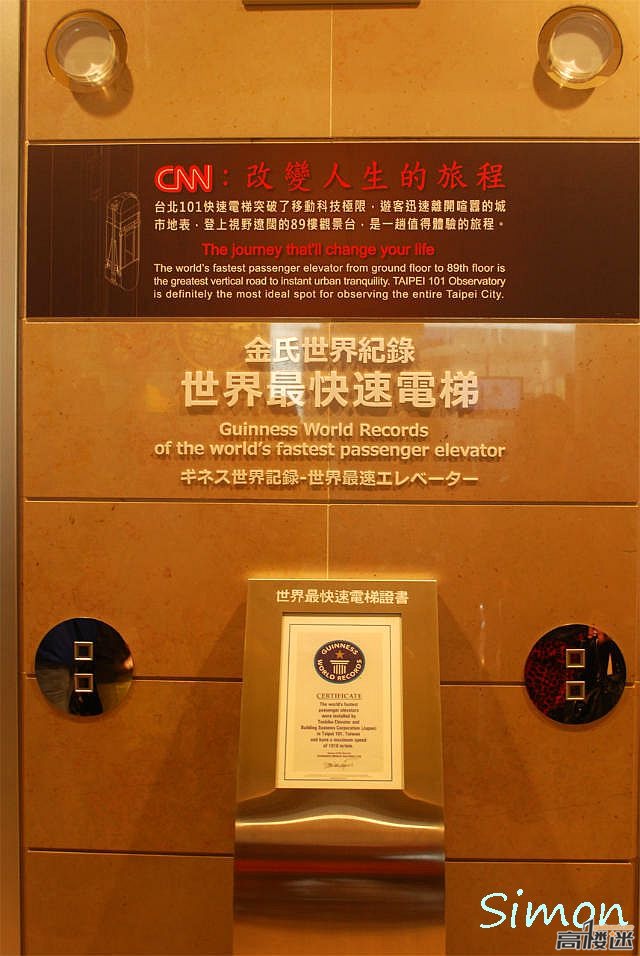 CNN：改變人生的旅程
台北101快速電梯突破了移動科技極限，遊客迅速離開喧囂的城
市地表，登上視野遼闊的89樓觀景台，是一趟值得體驗的旅程。
The journey that'll change your life
The world's fastest passenger elevator from ground floor to 89th floor is
the greatest vertical road to instant urban tranquility. TAIPEI 101 Observatory
is definitely the most ideal spot for observing the entire Taipei City.
金氏世界紀錄
世界最快速電梯
Guinness World Records
of the world's fastest passenger elevator
ギネス世界記録-世界最速エレベーター
世界最快速電梯證書
GUINNESS
WORLD RECORDS
CERTIFICATE
The world's fastest
passenger elevators
were installed by
Toshiba Elevator and
Building Systems Corporation (Japan)
in Taipei 101, Taiwan
and have a maximum speed
of 1010 m/min.
Simon
高楼迷